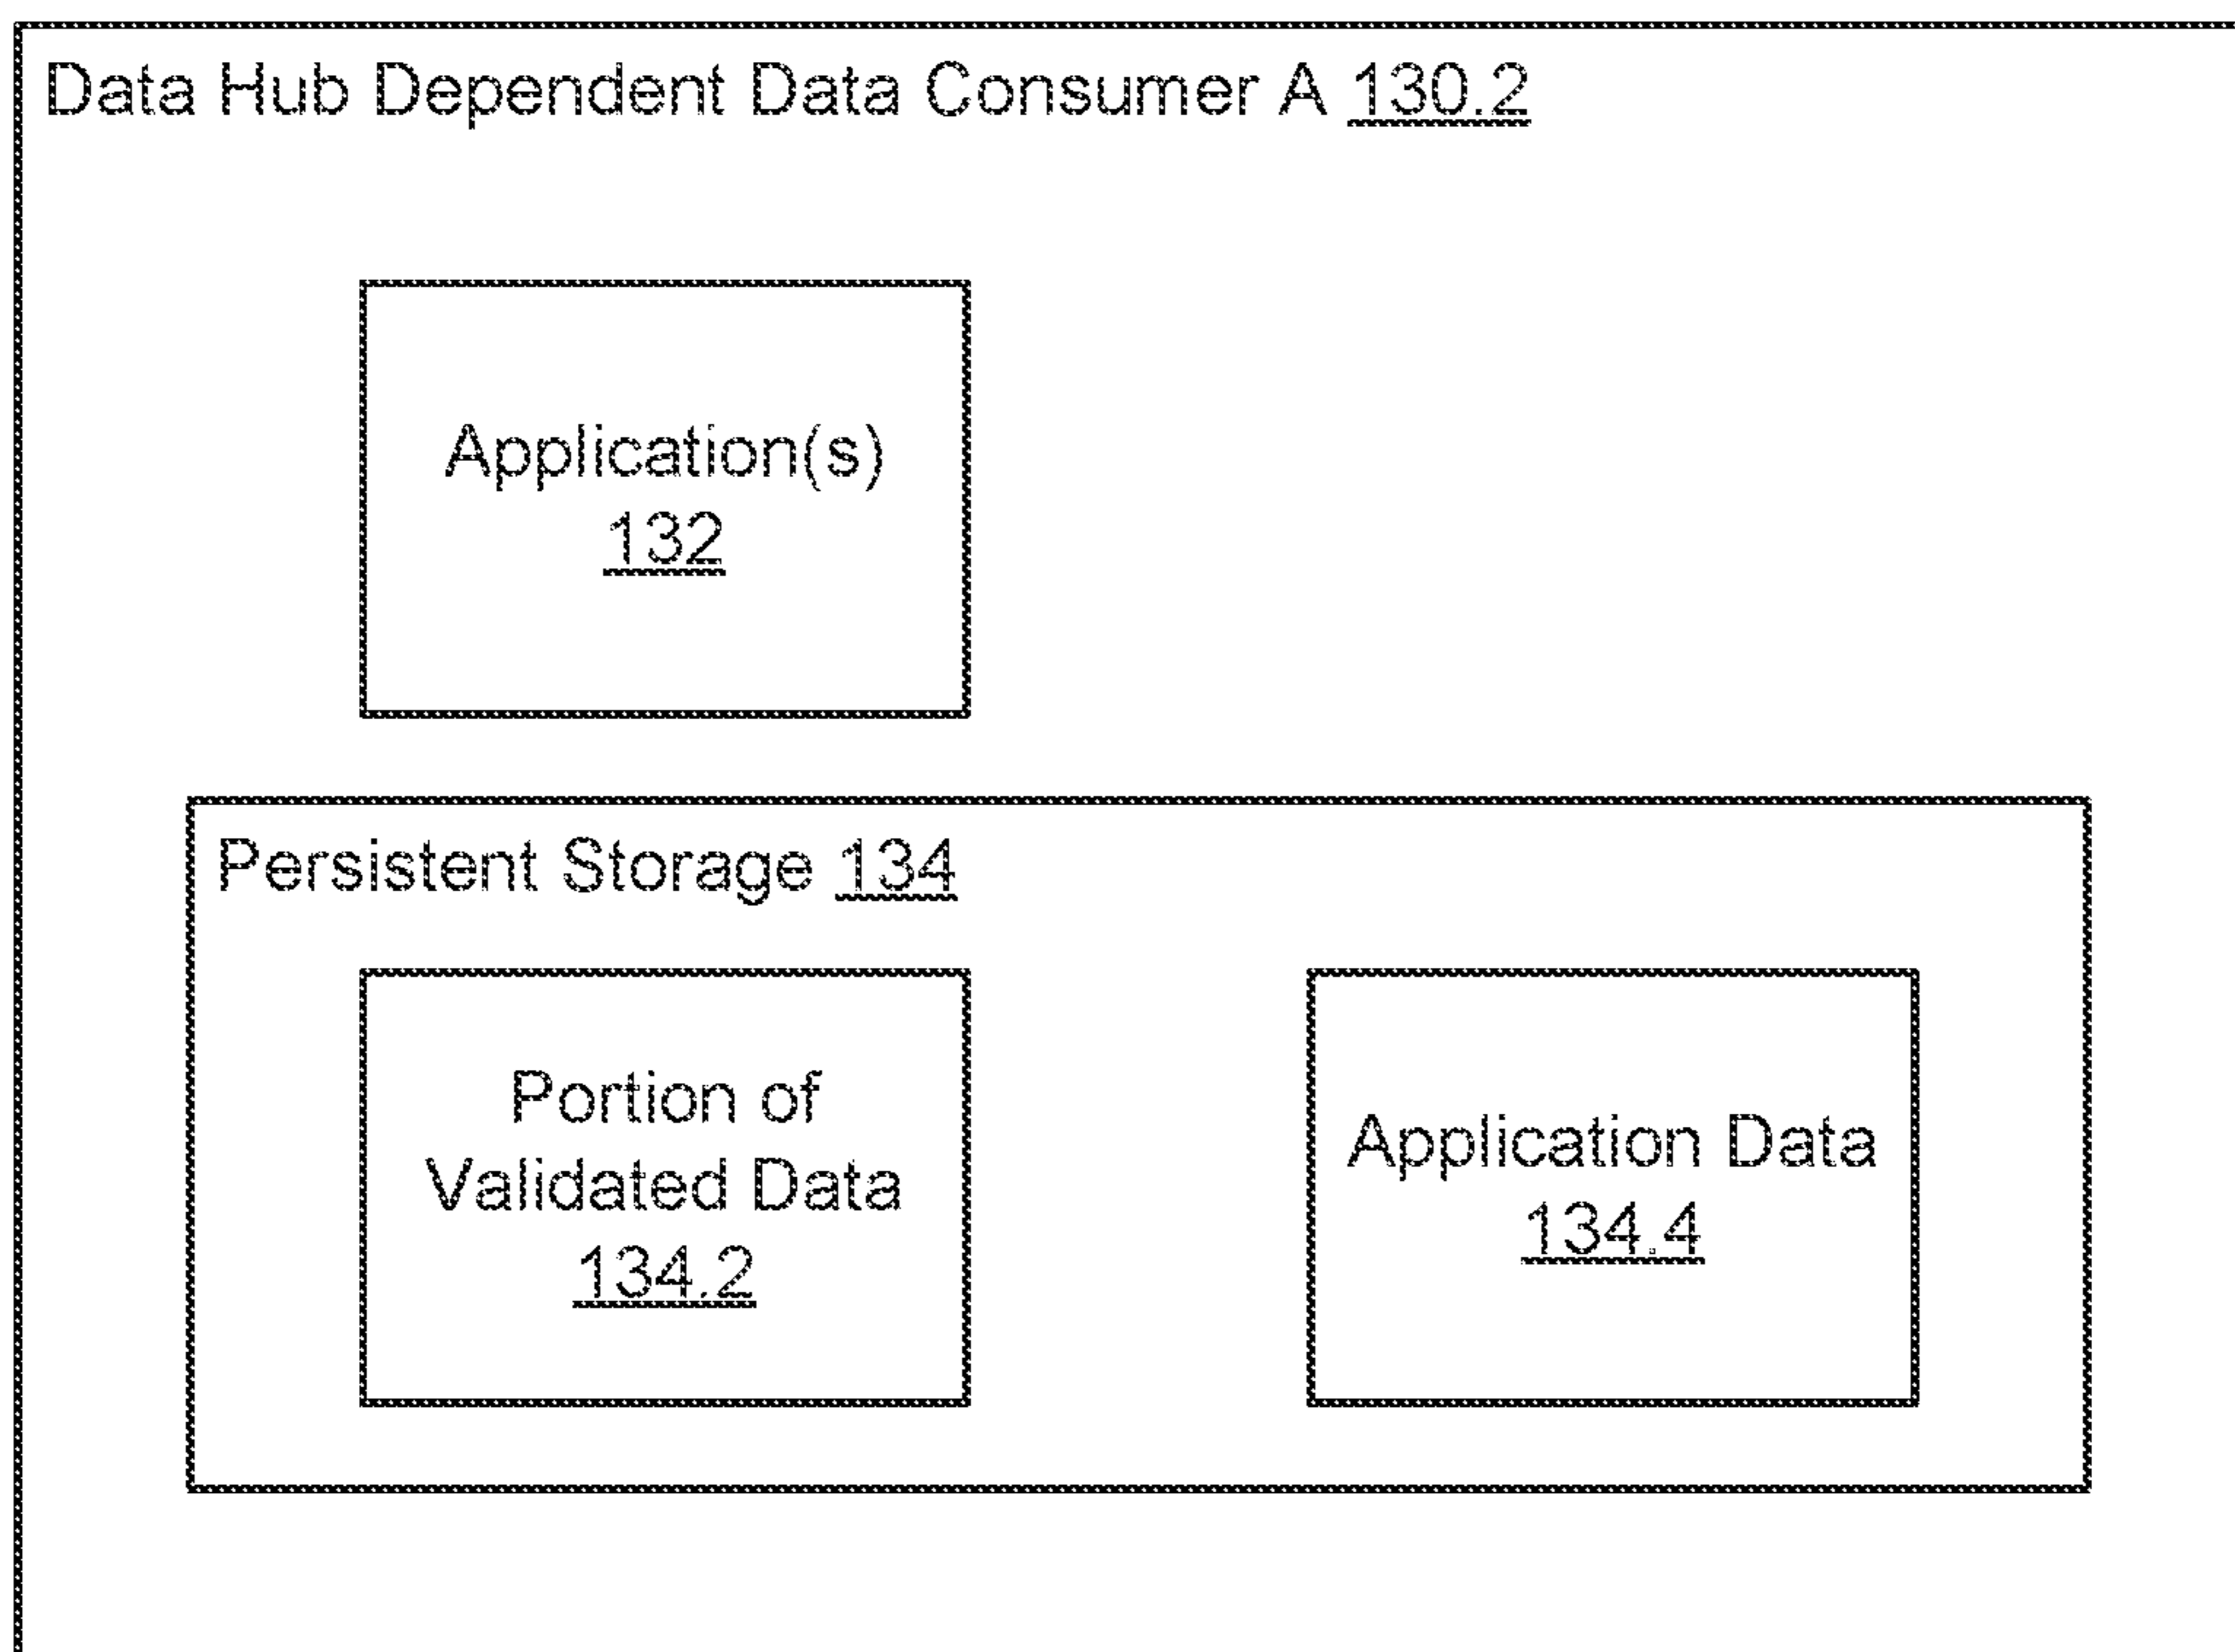 Data Hub Dependent Data Consumer A 130.2
Application(s)
132
Persistent Storage 134
Portion of
Validated Data
134.2
Application Data
134.4